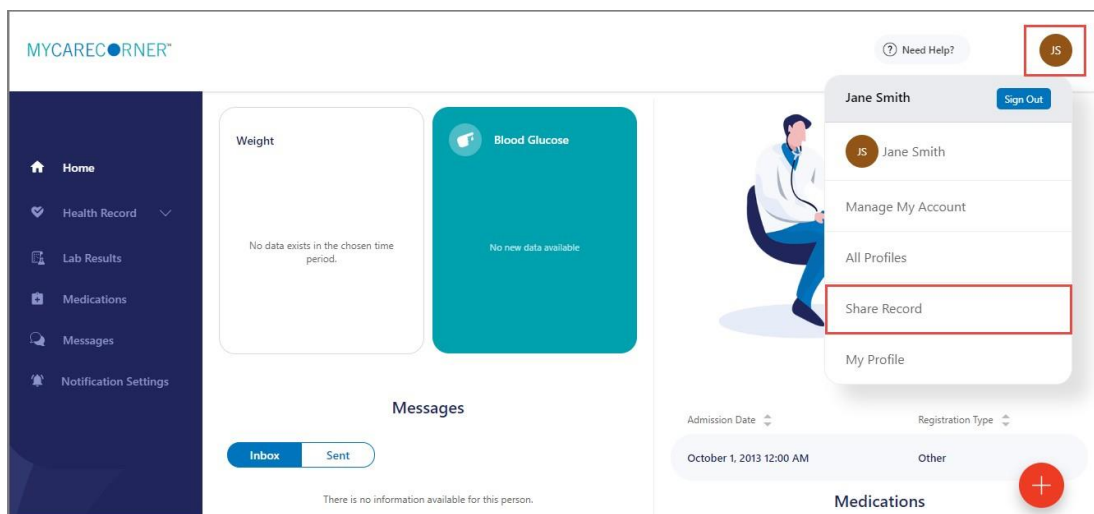 MYCARECORNER™
Need Help?
JS
Jane Smith
Sign Out
JS Jane Smith
Manage My Account
All Profiles
Share Record
My Profile
Home
Health Record
Lab Results
Medications
Messages
Notification Settings
Weight
No data exists in the chosen time
period.
Blood Glucose
No new data available
Messages
Inbox
Sent
There is no information available for this person.
Admission Date
Registration Type
October 1, 2013 12:00 AM
Other
Medications